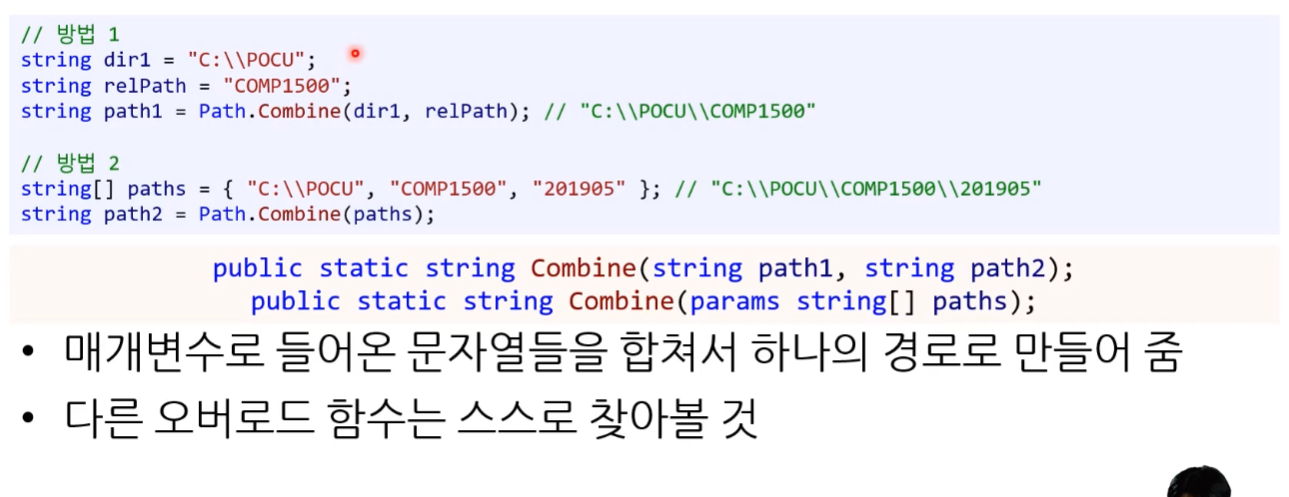 // 방법 1
string dir1 = "C:\\POCU";
string relPath = "COMP1500";
string path1 = Path.Combine(dir1, relPath); // "C:\\POCU\\COMP1500"
// 방법 2
string[] paths = { "C:\\POCU", "COMP1500", "201905" }; // "C:\\POCU\\COMP1500\\201905"
string path2 = Path.Combine(paths);
public static string Combine(string path1, string path2);
public static string Combine(params string[] paths);
• 매개변수로 들어온 문자열들을 합쳐서 하나의 경로로 만들어 줌
• 다른 오버로드 함수는 스스로 찾아볼 것